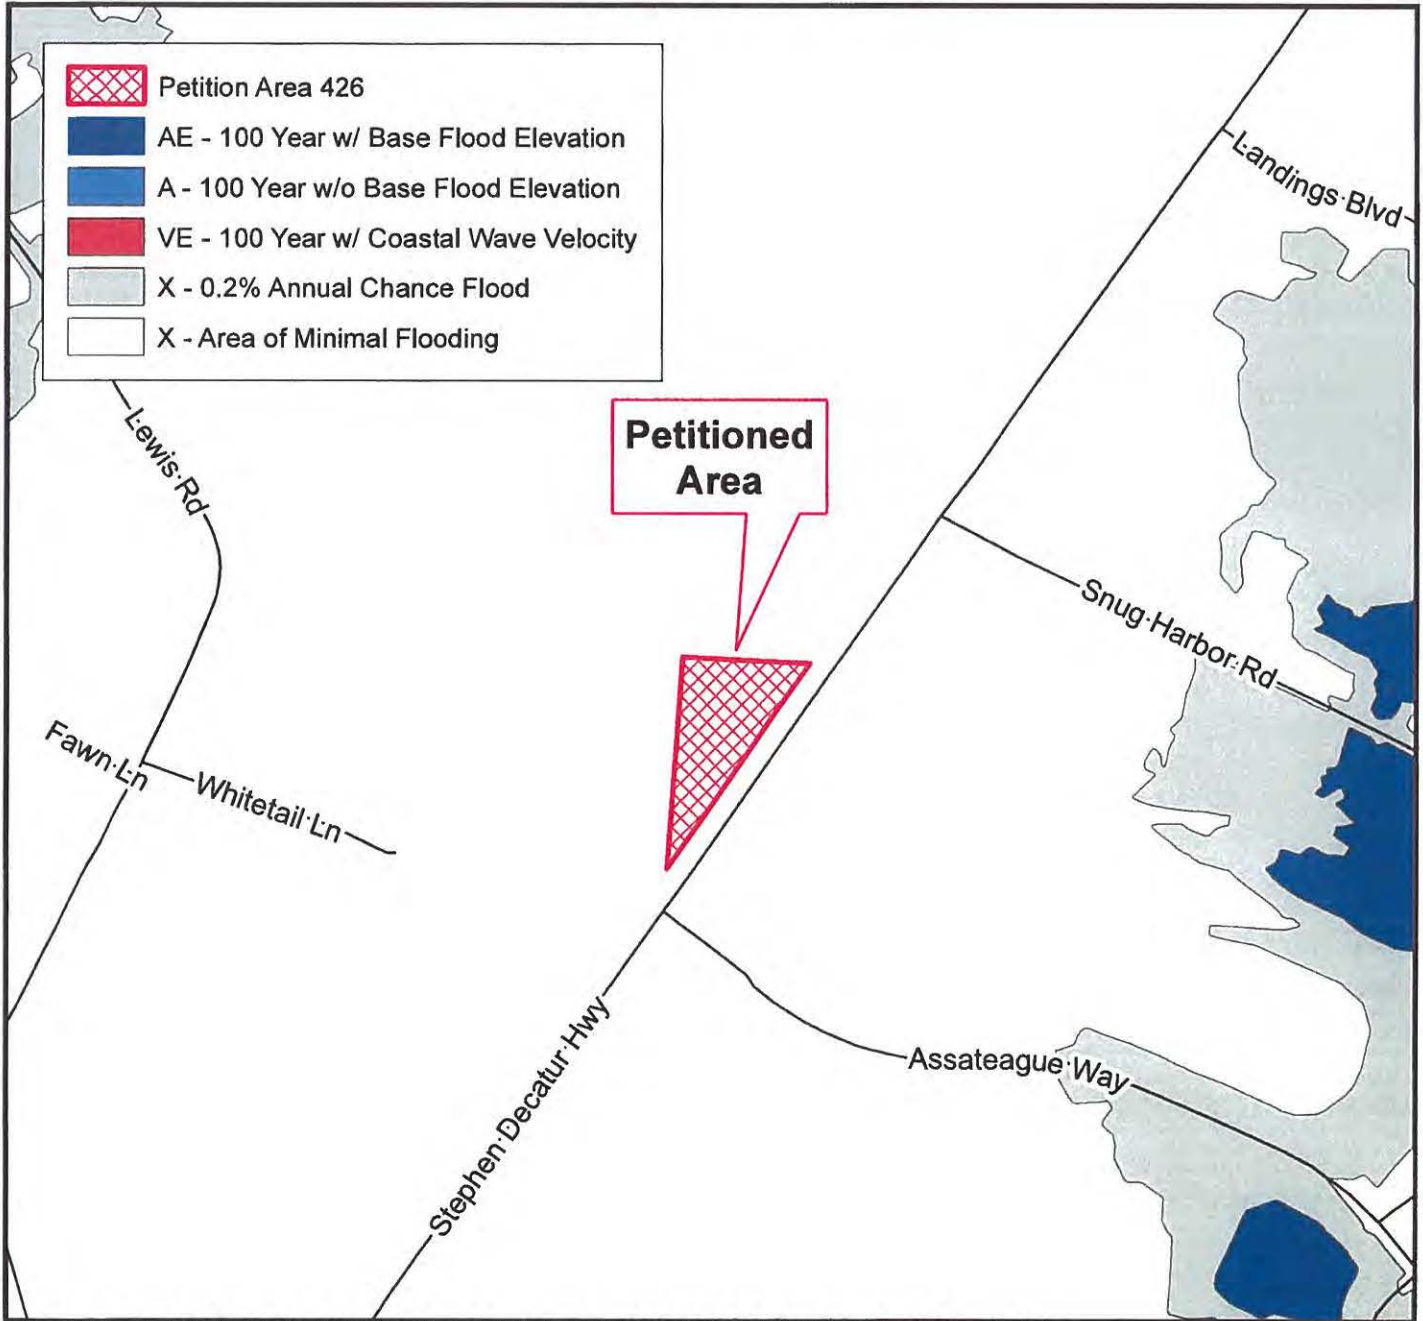 Petition Area 426
AE - 100 Year w/ Base Flood Elevation
A - 100 Year w/o Base Flood Elevation
VE - 100 Year w/ Coastal Wave Velocity
X - 0.2% Annual Chance Flood
X - Area of Minimal Flooding
Landings Blvd
Lewis Rd
Petitioned
Area
Snug Harbor Rd
Fawn Ln
Whitetail Ln
Stephen Decatur Hwy
Assateague Way